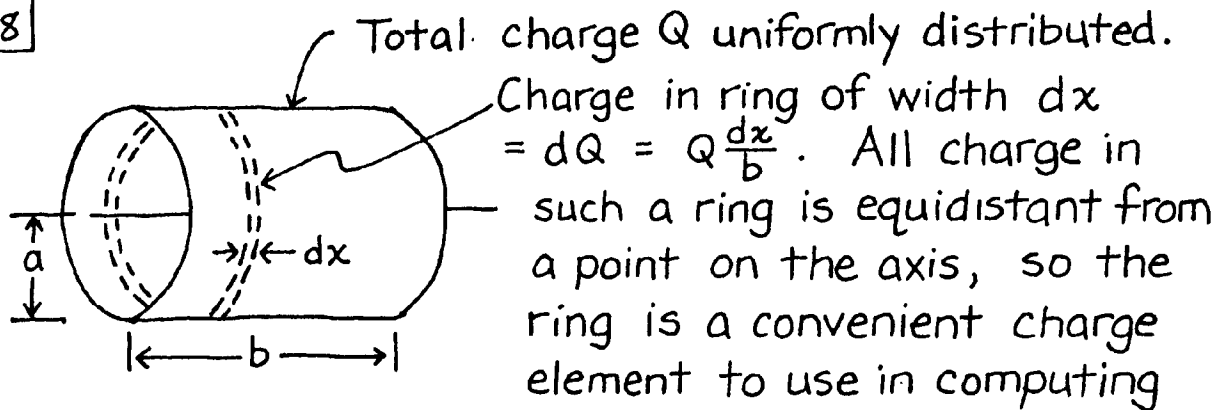 8
Total charge Q uniformly distributed.
Charge in ring of width dx
= dQ = Q dx/b . All charge in
such a ring is equidistant from
a point on the axis, so the
ring is a convenient charge
element to use in computing
a
dx
b